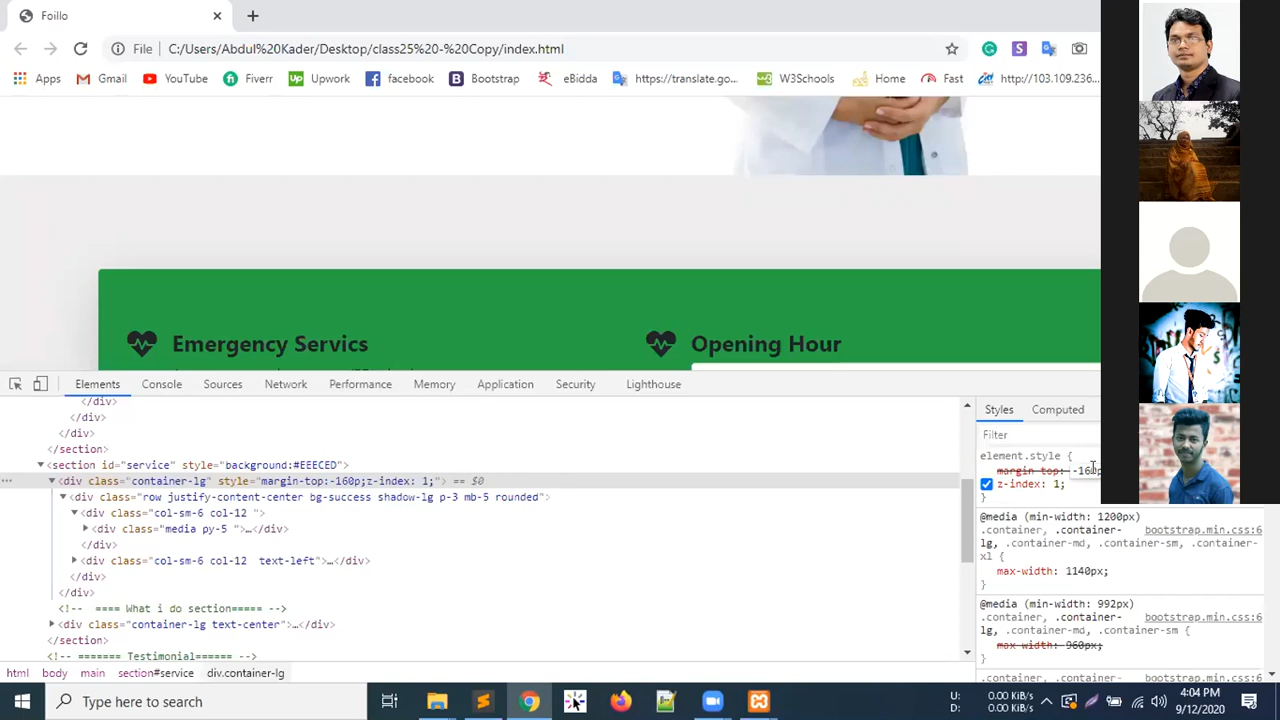 Foillo
File C:/Users/Abdul%20Kader/Desktop/class25%20-%20Copy/index.html
Apps Gmail YouTube Fiverr Upwork facebook Bootstrap eBidda https://translate.go... W3Schools Home Fast http://103.109.236...
Emergency Servics Opening Hour
Elements Console Sources Network Performance Memory Application Security Lighthouse
</div>
</div>
</div>
</section>
<section id="service" style="background:#EEECED">
<div class="container-lg" style="margin-top:-160p;z-index: 1;"> == $0
<div class="row justify-content-center bg-success shadow-lg p-3 mb-5 rounded">
<div class="col-sm-6 col-12 ">
<div class="media py-5 ">…</div>
</div>
<div class="col-sm-6 col-12  text-left">…</div>
</div>
</div>
<!--  ==== What i do section===== -->
<div class="container-lg text-center">…</div>
</section>
<!-- ======= Testimonial====== -->
html body main section#service div.container-lg
Styles Computed
Filter
element.style {
margin-top: -160p
z-index: 1;
}
@media (min-width: 1200px)
.container, .container- bootstrap.min.css:6
lg, .container-md, .container-sm, .container-
xl {
max-width: 1140px;
}
@media (min-width: 992px)
.container, .container- bootstrap.min.css:6
lg, .container-md, .container-sm {
max-width: 960px;
}
.container, .container- bootstrap.min.css:6
Type here to search
U: 0.00 KiB/s
D: 0.00 KiB/s
4:04 PM
9/12/2020